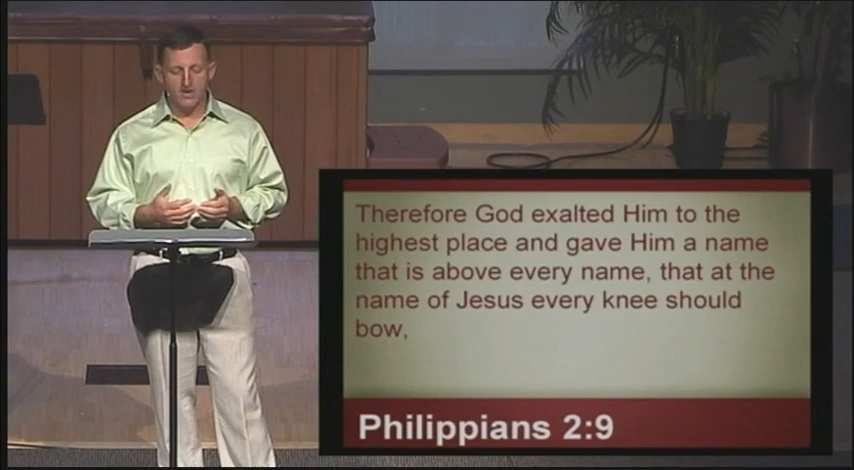 Therefore God exalted Him to the
highest place and gave Him a name
that is above every name, that at the
name of Jesus every knee should
bow,
Philippians 2:9